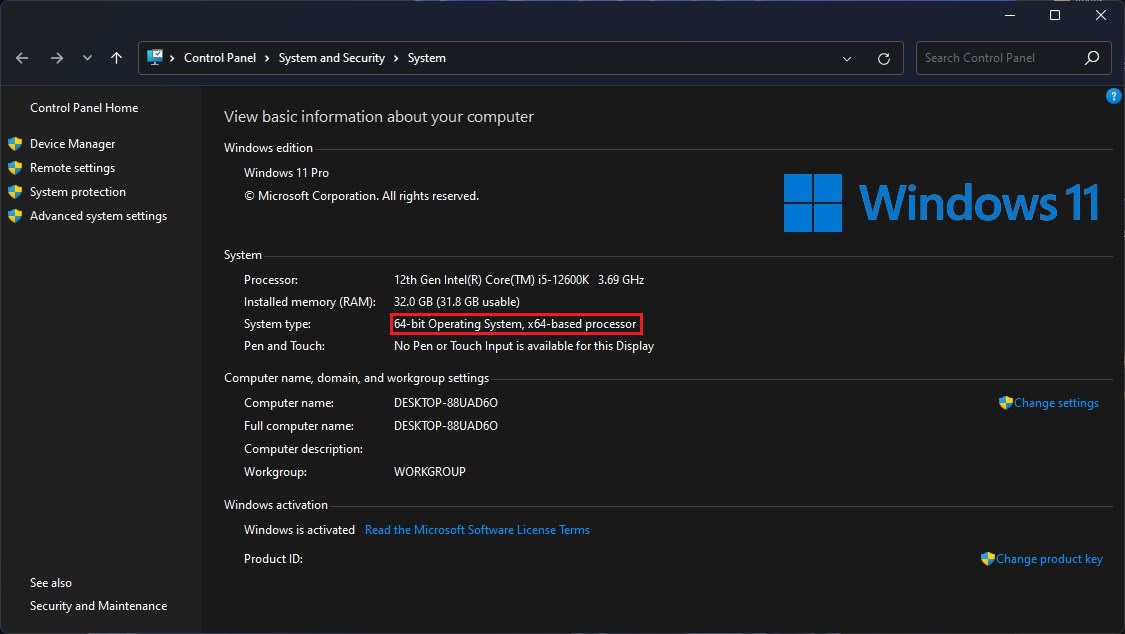 Control Panel > System and Security > System
Search Control Panel
?
Control Panel Home
Device Manager
Remote settings
System protection
Advanced system settings
See also
Security and Maintenance
View basic information about your computer
Windows edition
Windows 11 Pro
© Microsoft Corporation. All rights reserved.
Windows 11
System
Processor: 12th Gen Intel(R) Core(TM) i5-12600K 3.69 GHz
Installed memory (RAM): 32.0 GB (31.8 GB usable)
System type: 64-bit Operating System, x64-based processor
Pen and Touch: No Pen or Touch Input is available for this Display
Computer name, domain, and workgroup settings
Computer name: DESKTOP-88UAD6O Change settings
Full computer name: DESKTOP-88UAD6O
Computer description:
Workgroup: WORKGROUP
Windows activation
Windows is activated Read the Microsoft Software License Terms
Product ID: Change product key